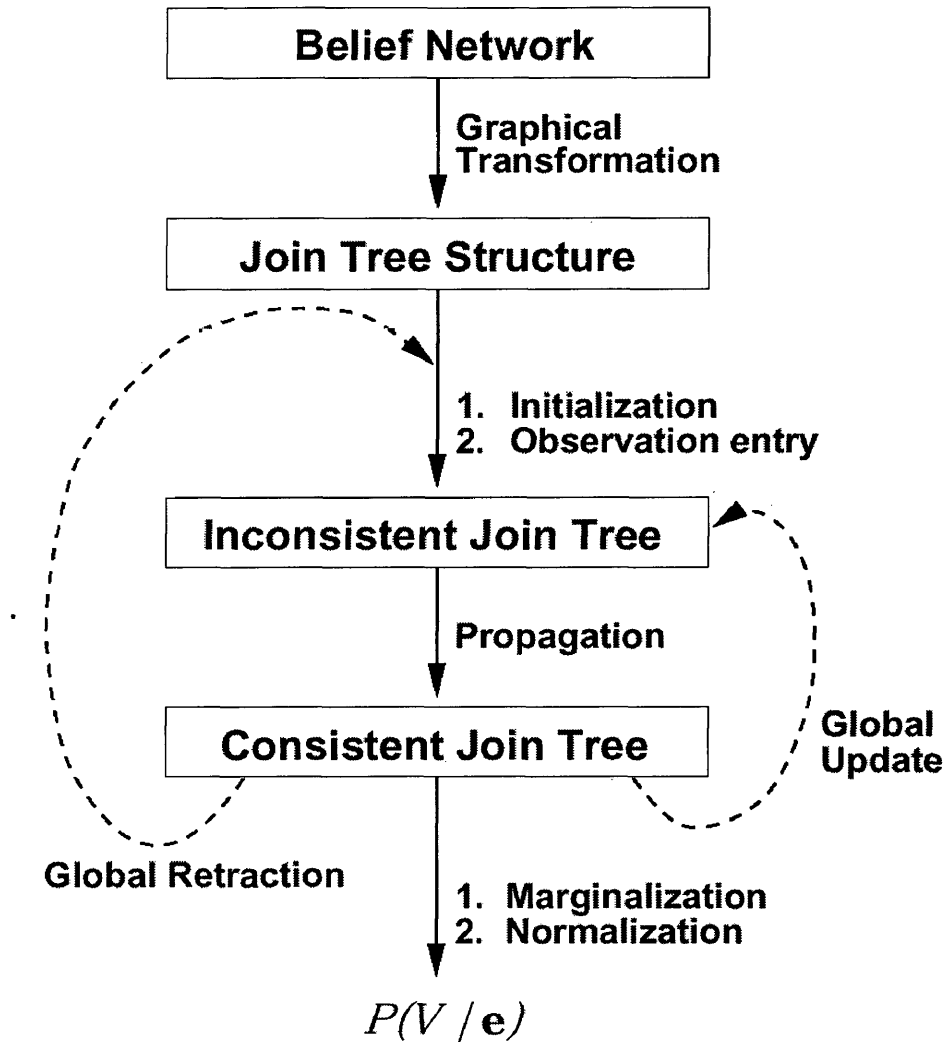 Belief Network
Graphical
Transformation
Join Tree Structure
1. Initialization
2. Observation entry
Inconsistent Join Tree
Propagation
Consistent Join Tree
Global
Update
Global Retraction
1. Marginalization
2. Normalization
P(V / e)